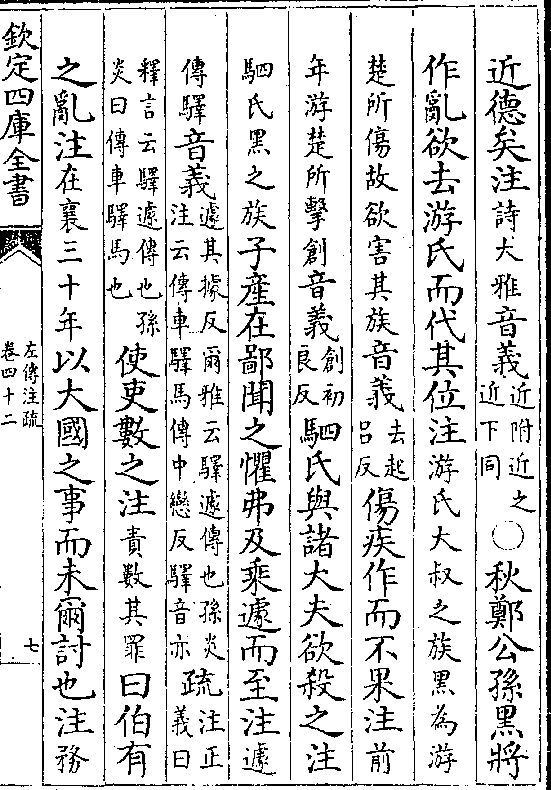 近德矣注詩大雅音義近附近之近下同○秋鄭公孫黑將
作亂欲去游氏而代其位注游氏大叔之族黑為游
楚所傷故欲害其族音義去起呂反傷疾作而不果注前
年游楚所擊創音義創初良反駟氏與諸大夫欲殺之注
駟氏黑之族子產在鄙聞之懼弗及乘遽而至注遽
傳驛音義遽其據反爾雅云驛遽傳也孫炎注云傳車驛馬傳中戀反驛音亦疏注正義曰
釋言云驛遽傳也孫炎曰傳車驛馬也使吏數之注責數其罪曰伯有
之亂注在襄三十年以大國之事而未爾討也注務
欽定四庫全書
左傳注疏
卷四十二
七